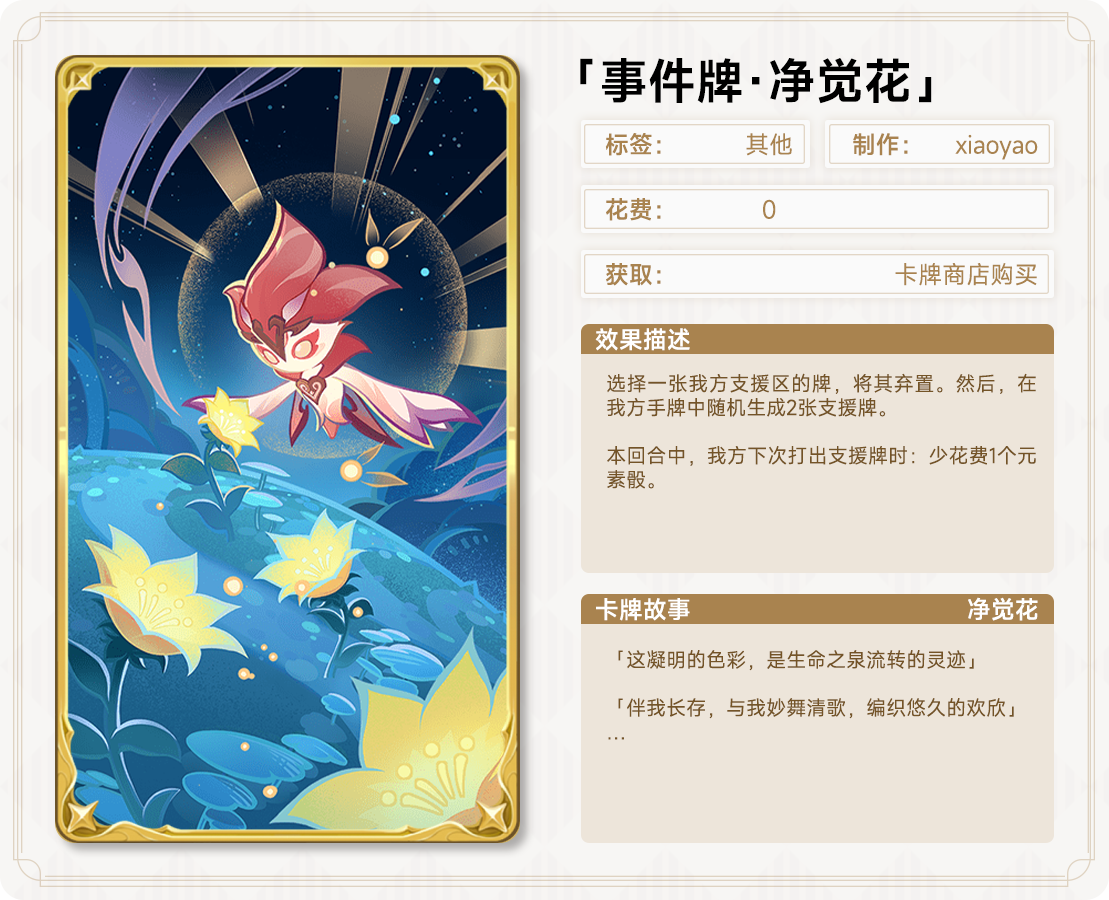 「事件牌·净觉花」
标签： 其他 制作： xiaoyao
花费： 0
获取： 卡牌商店购买
效果描述
选择一张我方支援区的牌，将其弃置。然后，在
我方手牌中随机生成2张支援牌。
本回合中，我方下次打出支援牌时：少花费1个元
素骰。
卡牌故事 净觉花
「这凝明的色彩，是生命之泉流转的灵迹」
「伴我长存，与我妙舞清歌，编织悠久的欢欣」
…